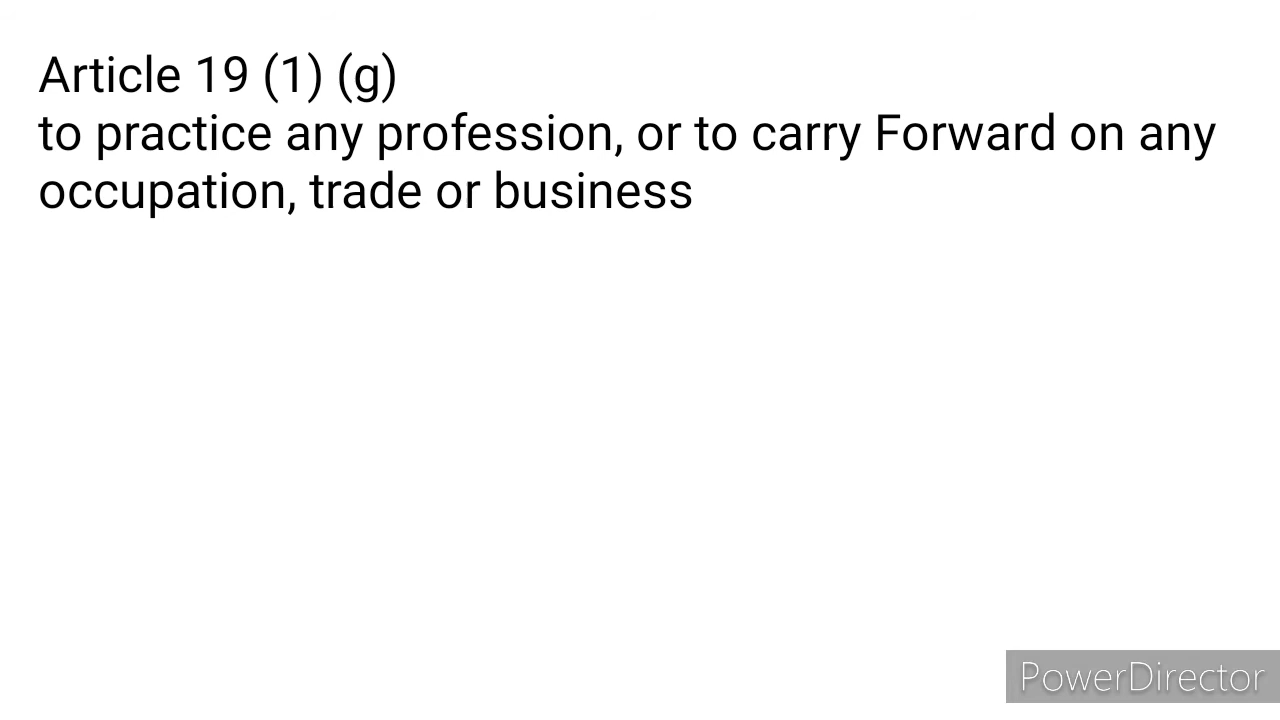 Article 19 (1) (g)
to practice any profession, or to carry Forward on any
occupation, trade or business
PowerDirector